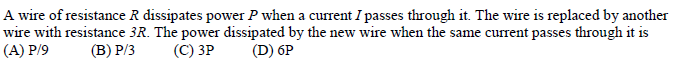 A wire of resistance R dissipates power P when a current I passes through it. The wire is replaced by another
wire with resistance 3R. The power dissipated by the new wire when the same current passes through it is
(A) P/9 (B) P/3 (C) 3P (D) 6P